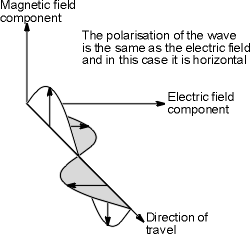 Magnetic field
component
The polarisation of the wave
is the same as the electric field
and in this case it is horizontal
Electric field
component
Direction of
travel